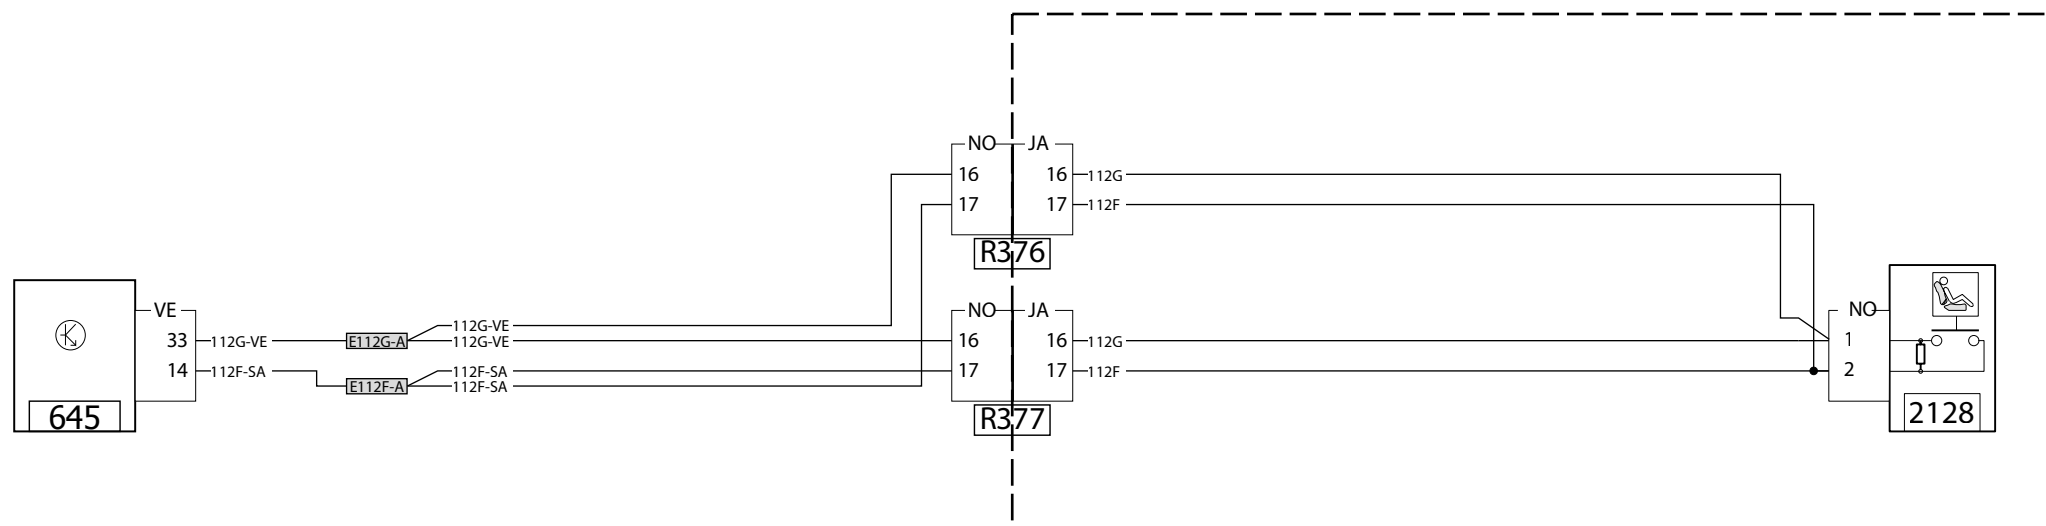 NO JA
16 16 112G
17 17 112F
R376
VE NO JA NO
112G-VE
33 112G-VE E112G-A 112G-VE 16 16 112G 1
14 112F-SA 112F-SA 17 17 112F 2
E112F-A 112F-SA
645 R377 2128